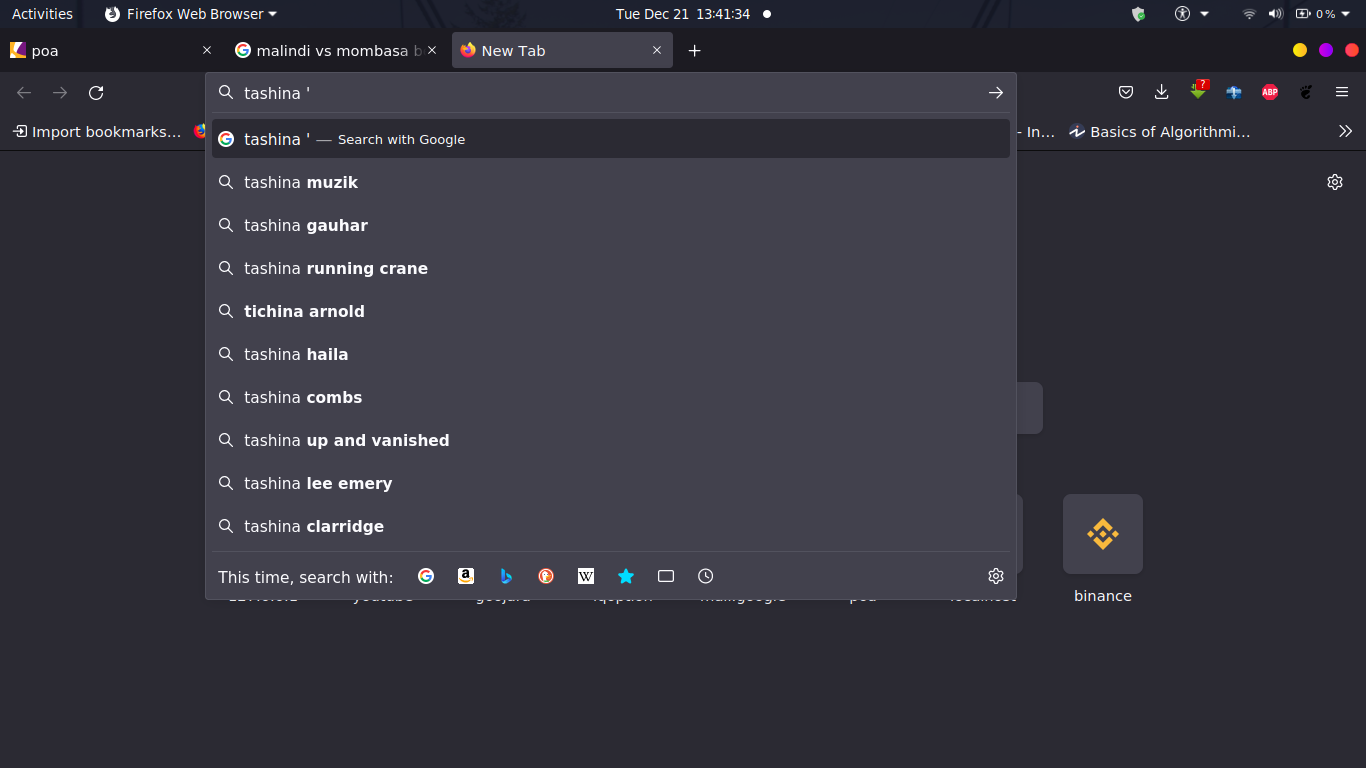 Activities Firefox Web Browser Tue Dec 21 13:41:34 0 %
poa malindi vs mombasa New Tab
tashina '
ABP ?
Import bookmarks... - In... Basics of Algorithmi...
tashina ' — Search with Google
tashina muzik
tashina gauhar
tashina running crane
tichina arnold
tashina haila
tashina combs
tashina up and vanished
tashina lee emery
tashina clarridge
This time, search with:
binance